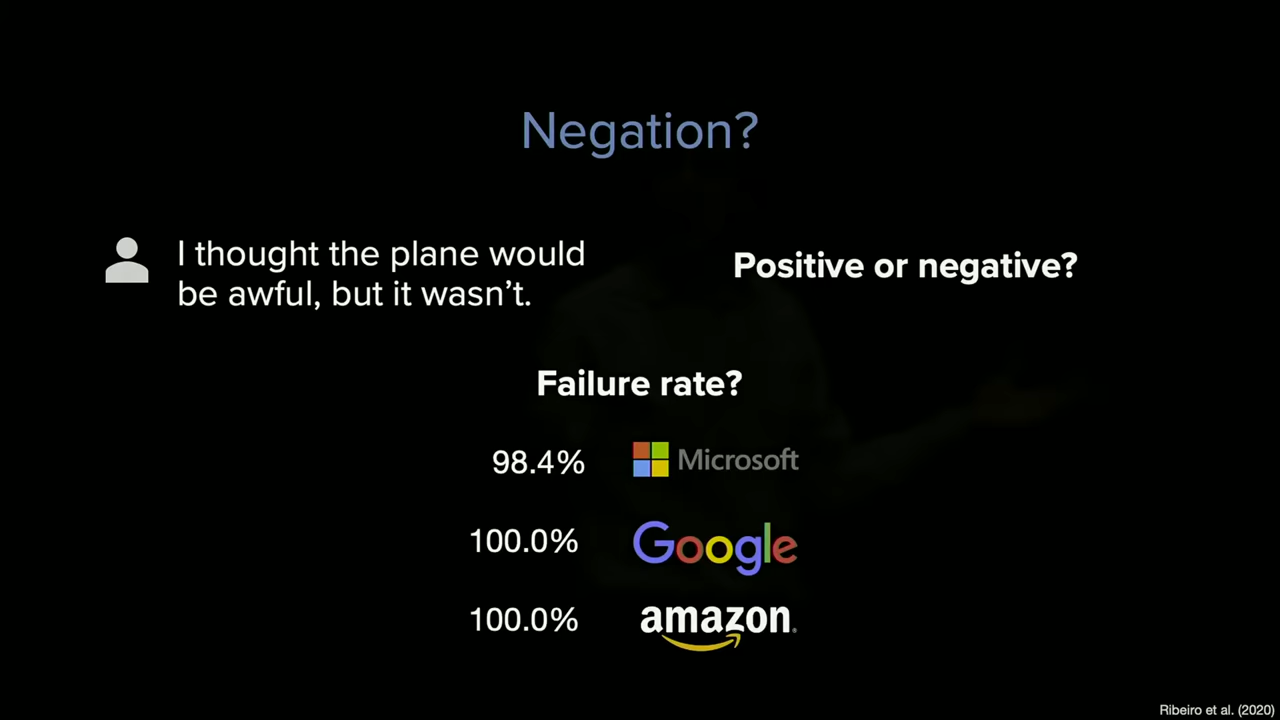 Negation?
I thought the plane would
be awful, but it wasn’t.
Positive or negative?
Failure rate?
98.4% Microsoft
100.0% Google
100.0% amazon
Ribeiro et al. (2020)